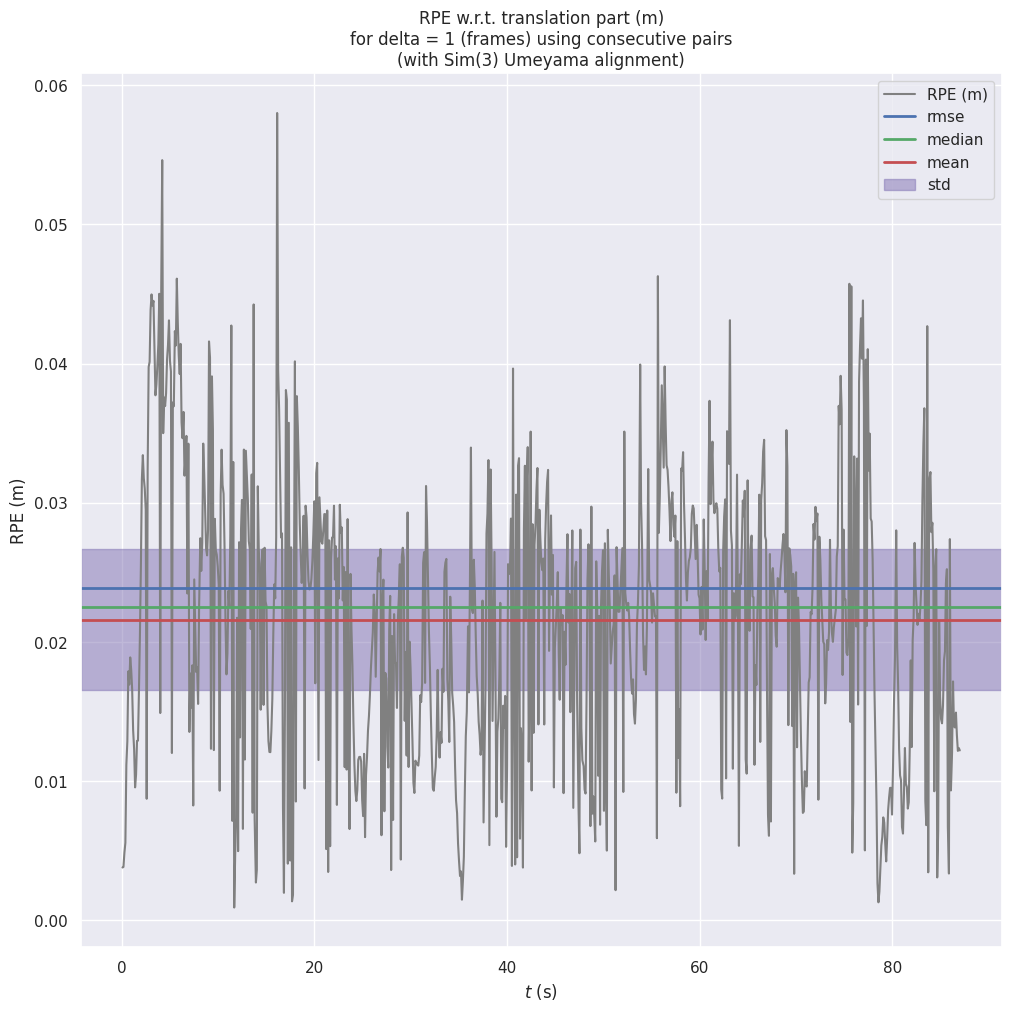 RPE w.r.t. translation part (m)
for delta = 1 (frames) using consecutive pairs
(with Sim(3) Umeyama alignment)
RPE (m)
rmse
median
mean
std
0.06
0.05
0.04
0.03
0.02
0.01
0.00
RPE (m)
0
20
40
60
80
t (s)